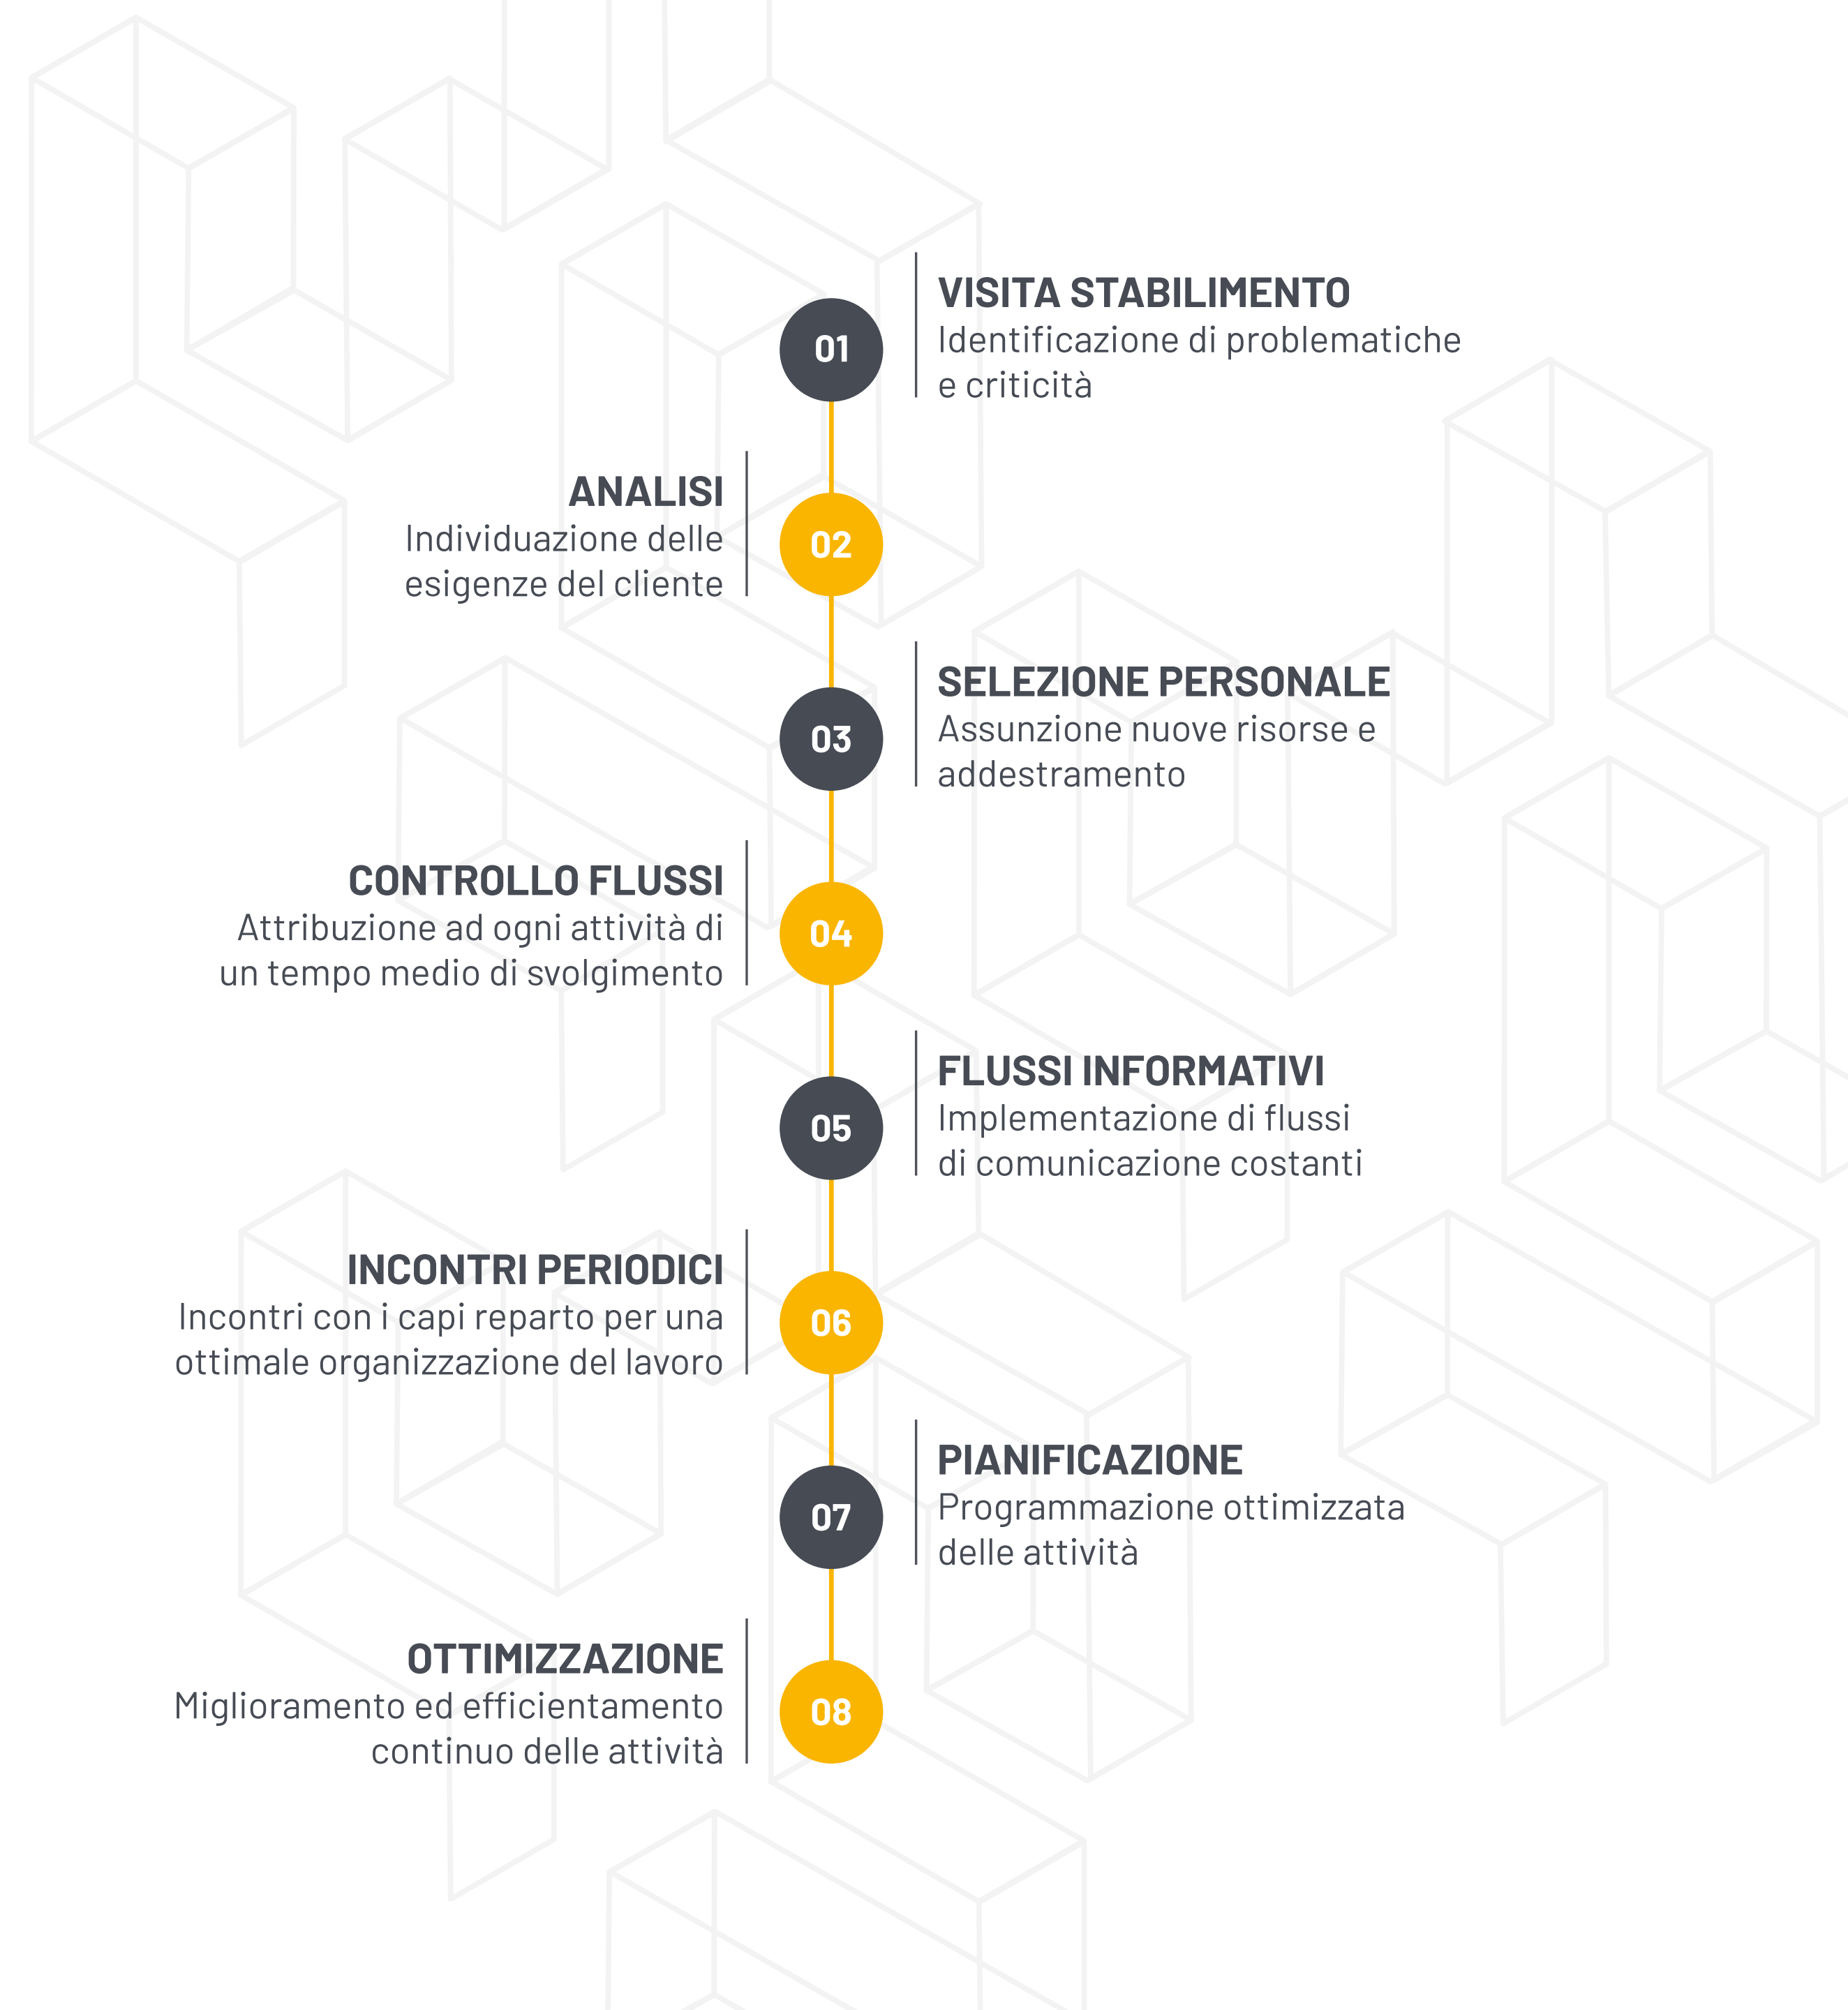 01
VISITA STABILIMENTO
Identificazione di problematiche
e criticità
ANALISI
Individuazione delle
esigenze del cliente
02
03
SELEZIONE PERSONALE
Assunzione nuove risorse e
addestramento
CONTROLLO FLUSSI
Attribuzione ad ogni attività di
un tempo medio di svolgimento
04
05
FLUSSI INFORMATIVI
Implementazione di flussi
di comunicazione costanti
INCONTRI PERIODICI
Incontri con i capi reparto per una
ottimale organizzazione del lavoro
06
07
PIANIFICAZIONE
Programmazione ottimizzata
delle attività
OTTIMIZZAZIONE
Miglioramento ed efficientamento
continuo delle attività
08